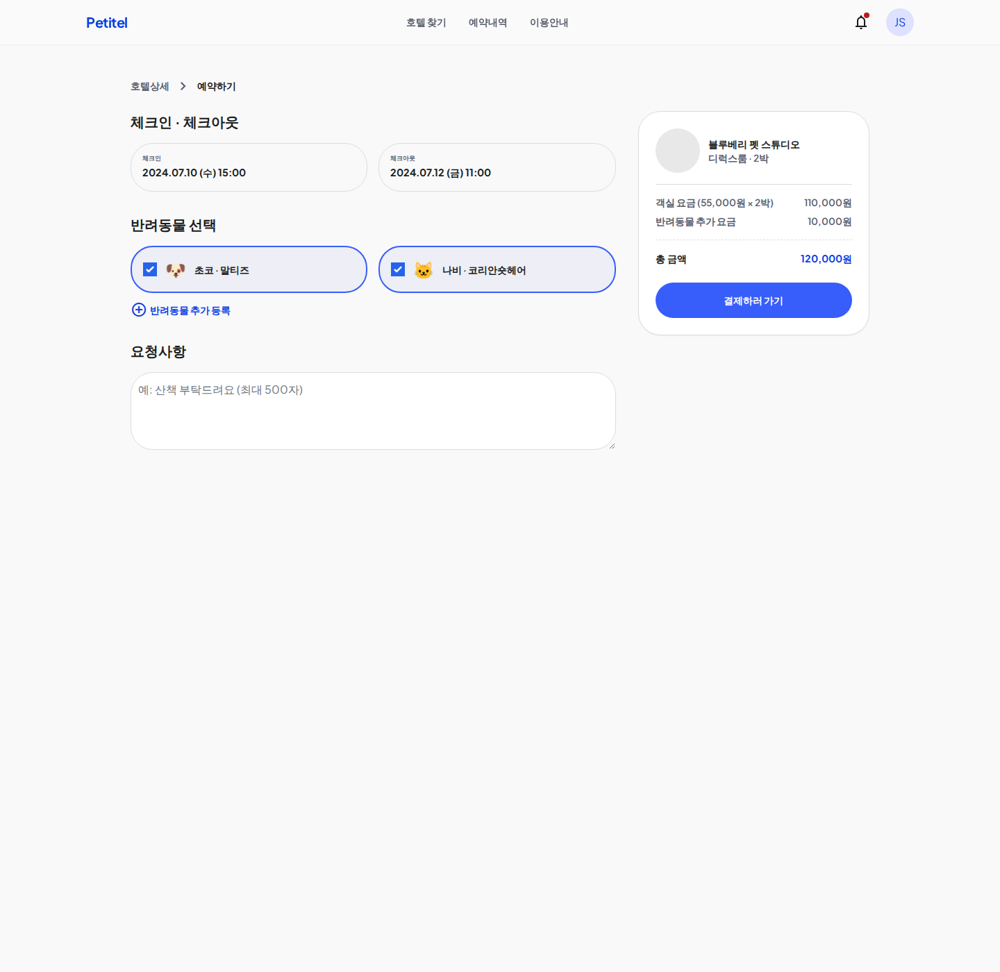 Petitel
호텔 찾기
예약내역
이용안내
JS
호텔상세
예약하기
체크인 · 체크아웃
체크인
2024.07.10 (수) 15:00
체크아웃
2024.07.12 (금) 11:00
반려동물 선택
초코 · 말티즈
나비 · 코리안숏헤어
반려동물 추가 등록
요청사항
예: 산책 부탁드려요 (최대 500자)
블루베리 펫 스튜디오
디럭스룸 · 2박
객실 요금 (55,000원 × 2박) 110,000원
반려동물 추가 요금 10,000원
총 금액 120,000원
결제하러 가기